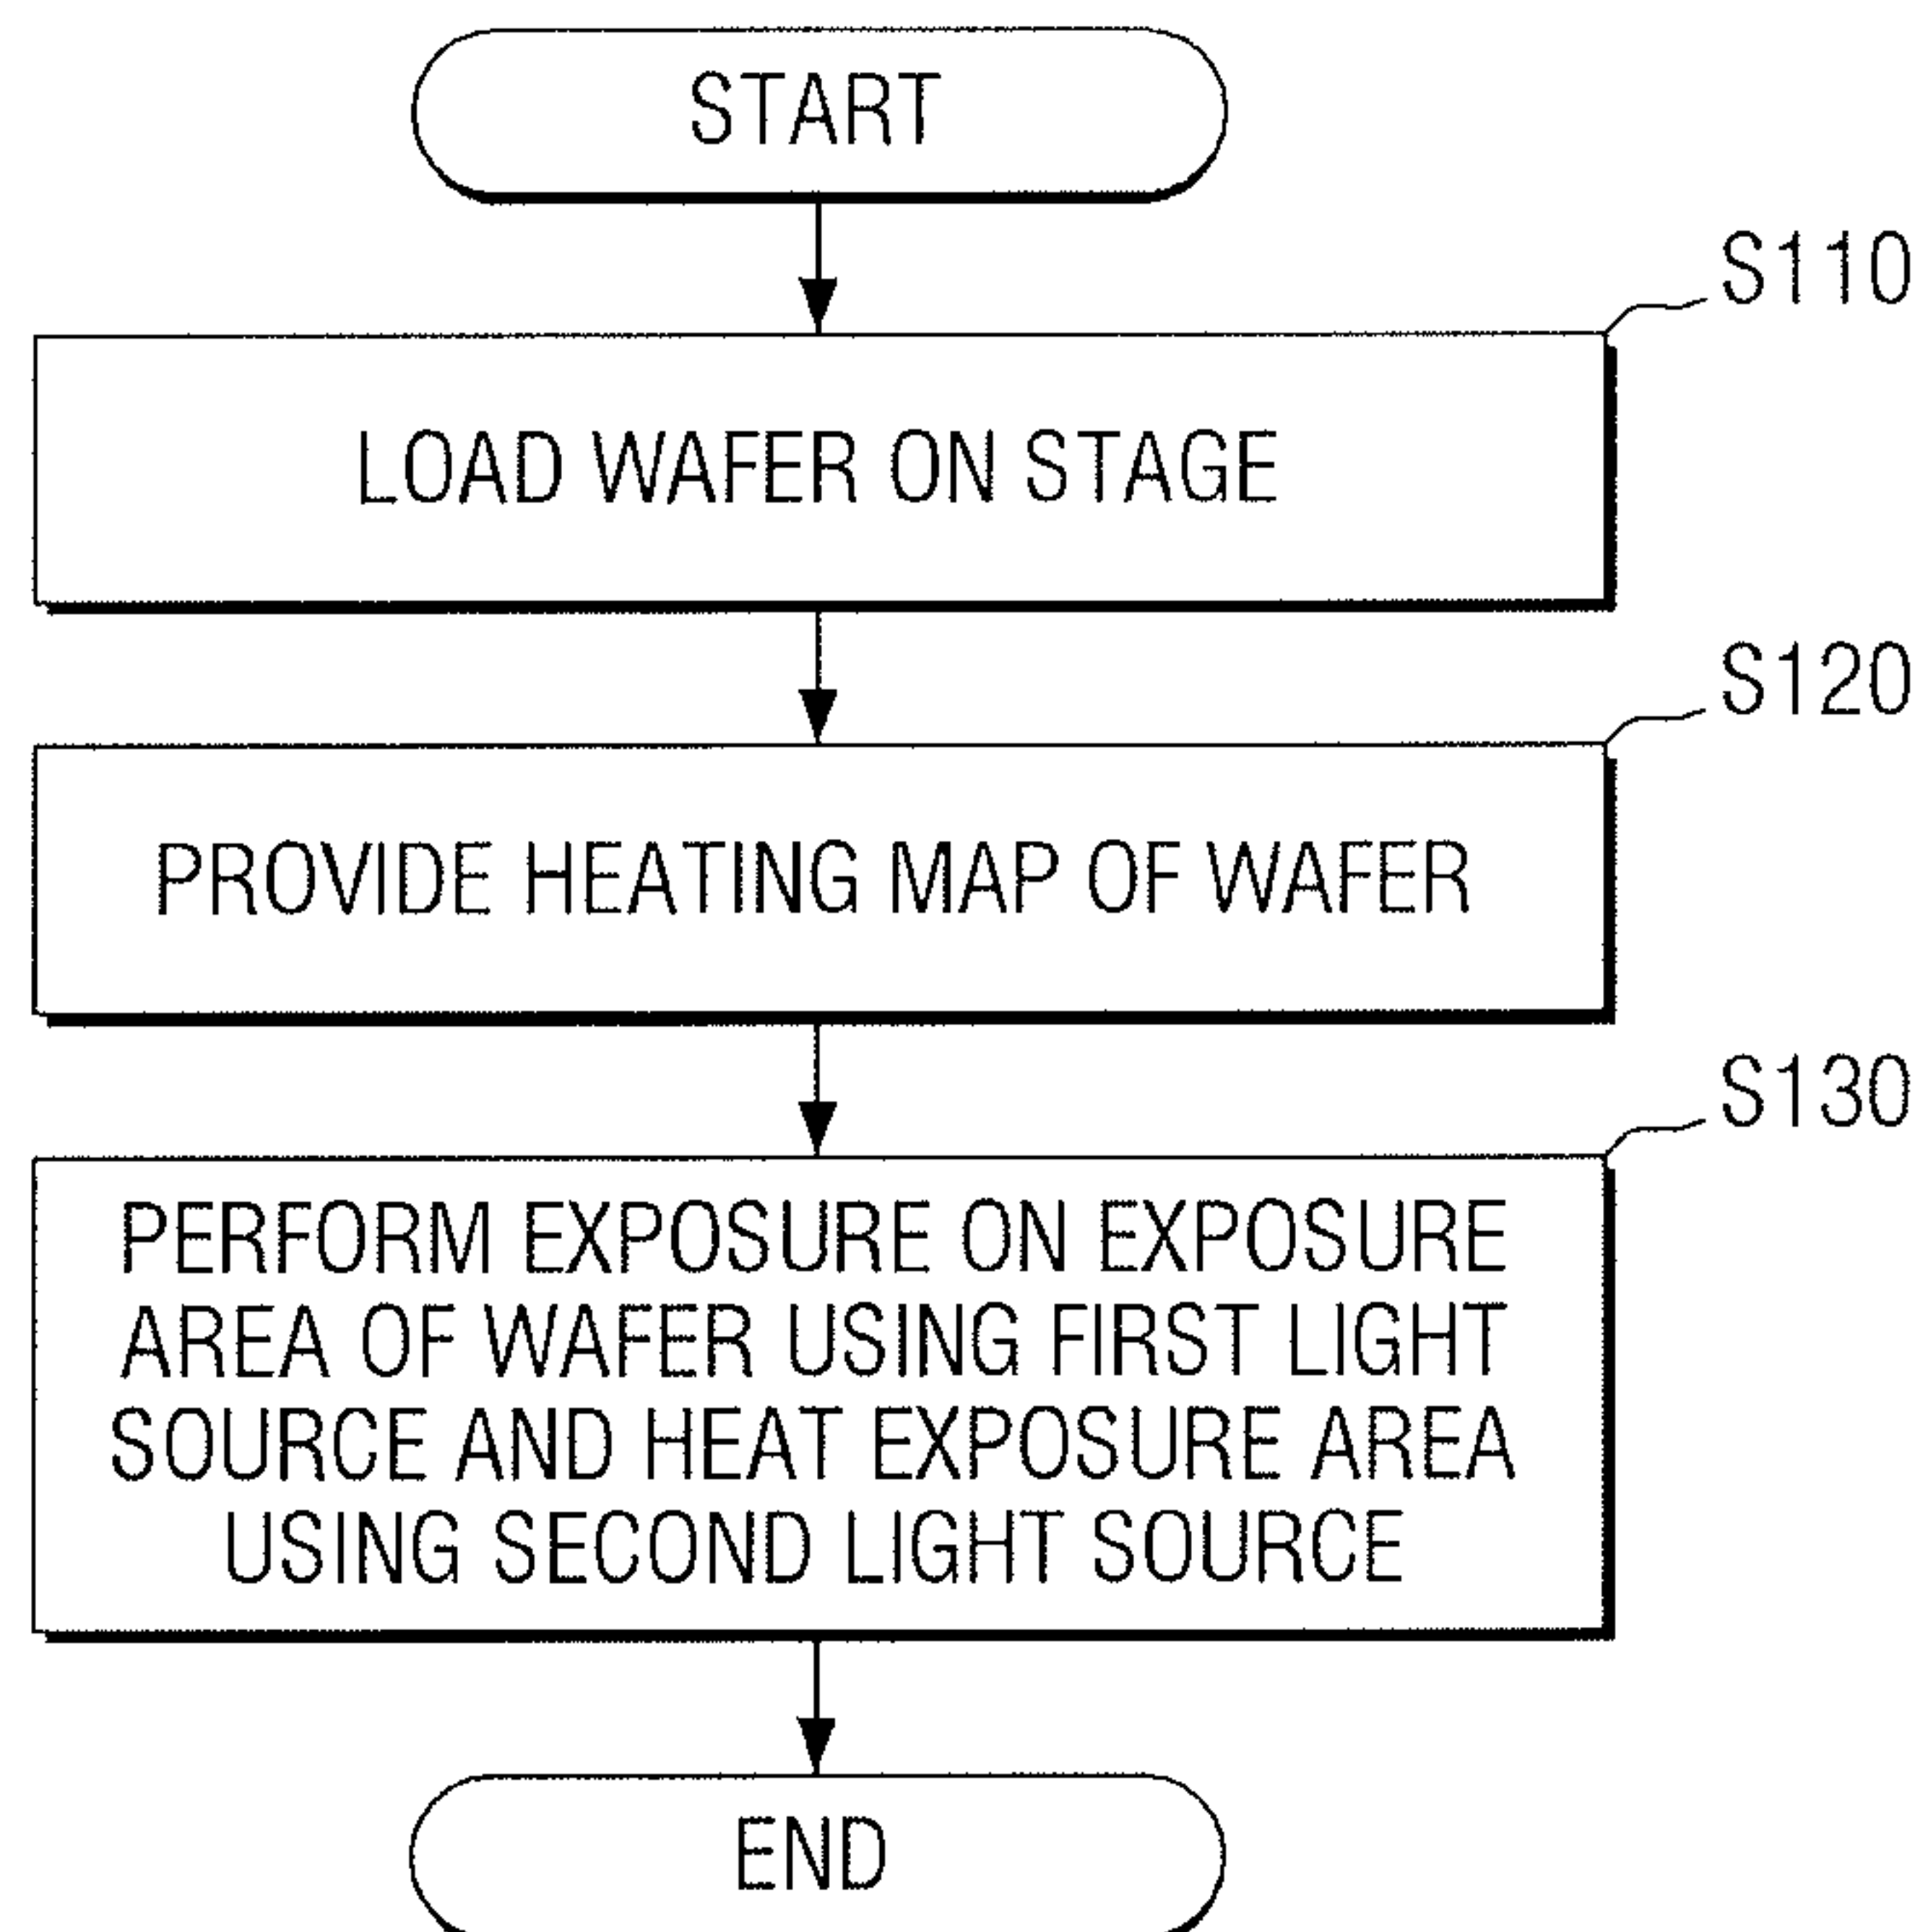 START
S110
LOAD WAFER ON STAGE
S120
PROVIDE HEATING MAP OF WAFER
S130
PERFORM EXPOSURE ON EXPOSURE
AREA OF WAFER USING FIRST LIGHT
SOURCE AND HEAT EXPOSURE AREA
USING SECOND LIGHT SOURCE
END